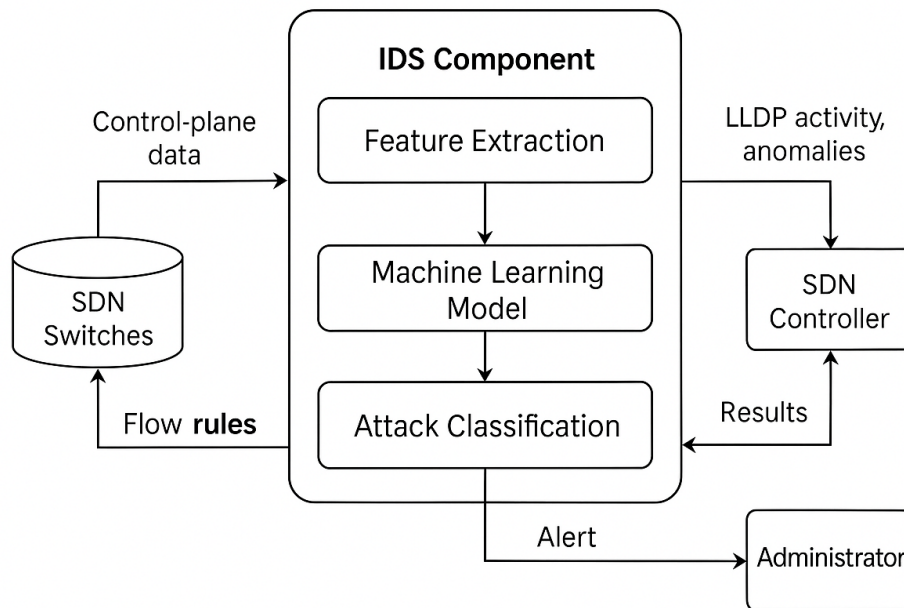 IDS Component
Control-plane
data
Feature Extraction
LLDP activity,
anomalies
Machine Learning
Model
SDN
Switches
SDN
Controller
Flow rules
Attack Classification
Results
Alert
Administrator